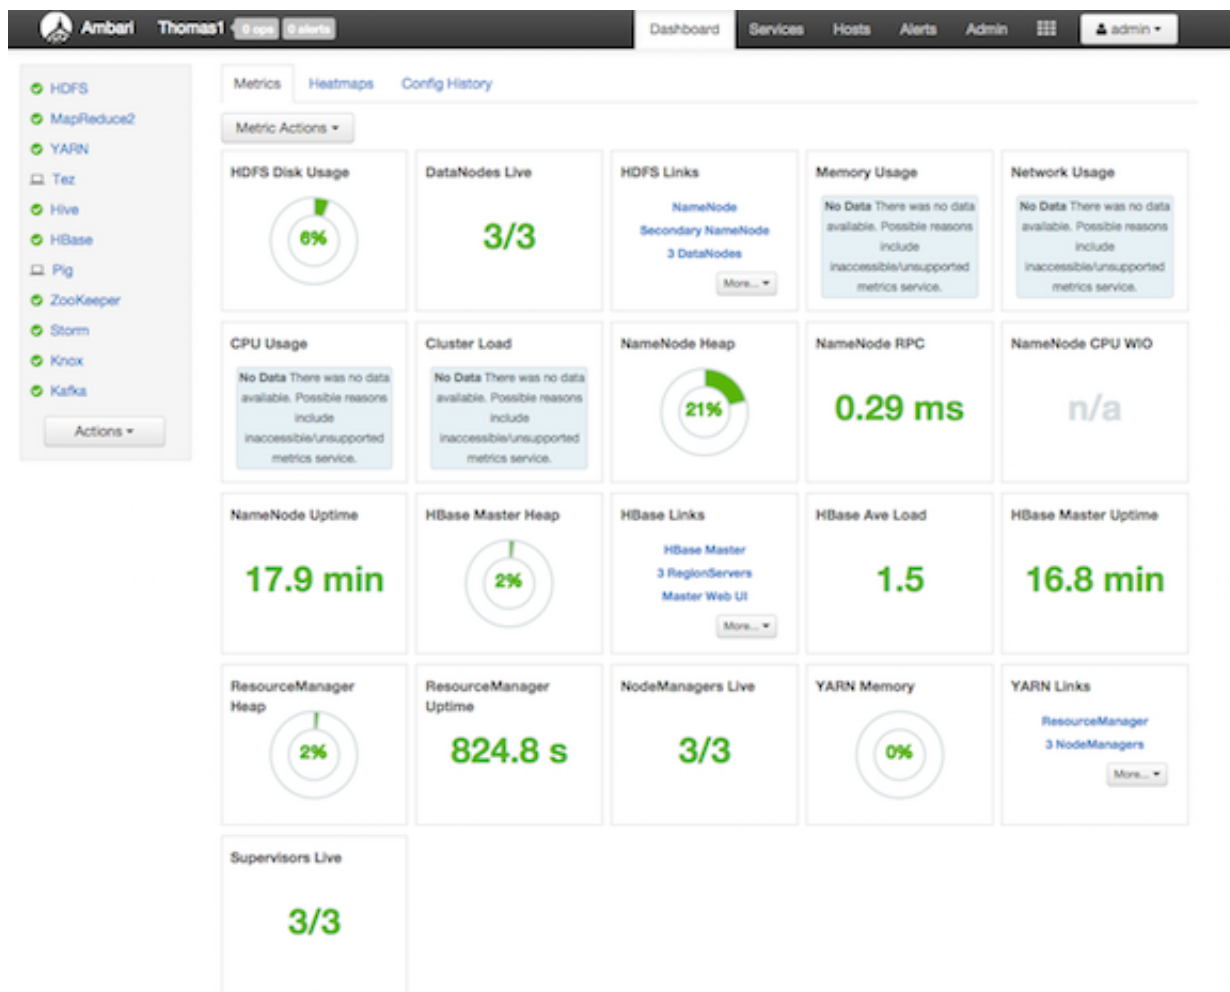 Ambari Thomas1 0 ops 0 alerts Dashboard Services Hosts Alerts Admin admin
HDFS
MapReduce2
YARN
Tez
Hive
HBase
Pig
ZooKeeper
Storm
Knox
Kafka
Actions
Metrics Heatmaps Config History
Metric Actions
HDFS Disk Usage
6%
DataNodes Live
3/3
HDFS Links
NameNode
Secondary NameNode
3 DataNodes
More...
Memory Usage
No Data There was no data
available. Possible reasons
include
inaccessible/unsupported
metrics service.
Network Usage
No Data There was no data
available. Possible reasons
include
inaccessible/unsupported
metrics service.
CPU Usage
No Data There was no data
available. Possible reasons
include
inaccessible/unsupported
metrics service.
Cluster Load
No Data There was no data
available. Possible reasons
include
inaccessible/unsupported
metrics service.
NameNode Heap
21%
NameNode RPC
0.29 ms
NameNode CPU WIO
n/a
NameNode Uptime
17.9 min
HBase Master Heap
2%
HBase Links
HBase Master
3 RegionServers
Master Web UI
More...
HBase Ave Load
1.5
HBase Master Uptime
16.8 min
ResourceManager
Heap
2%
ResourceManager
Uptime
824.8 s
NodeManagers Live
3/3
YARN Memory
0%
YARN Links
ResourceManager
3 NodeManagers
More...
Supervisors Live
3/3